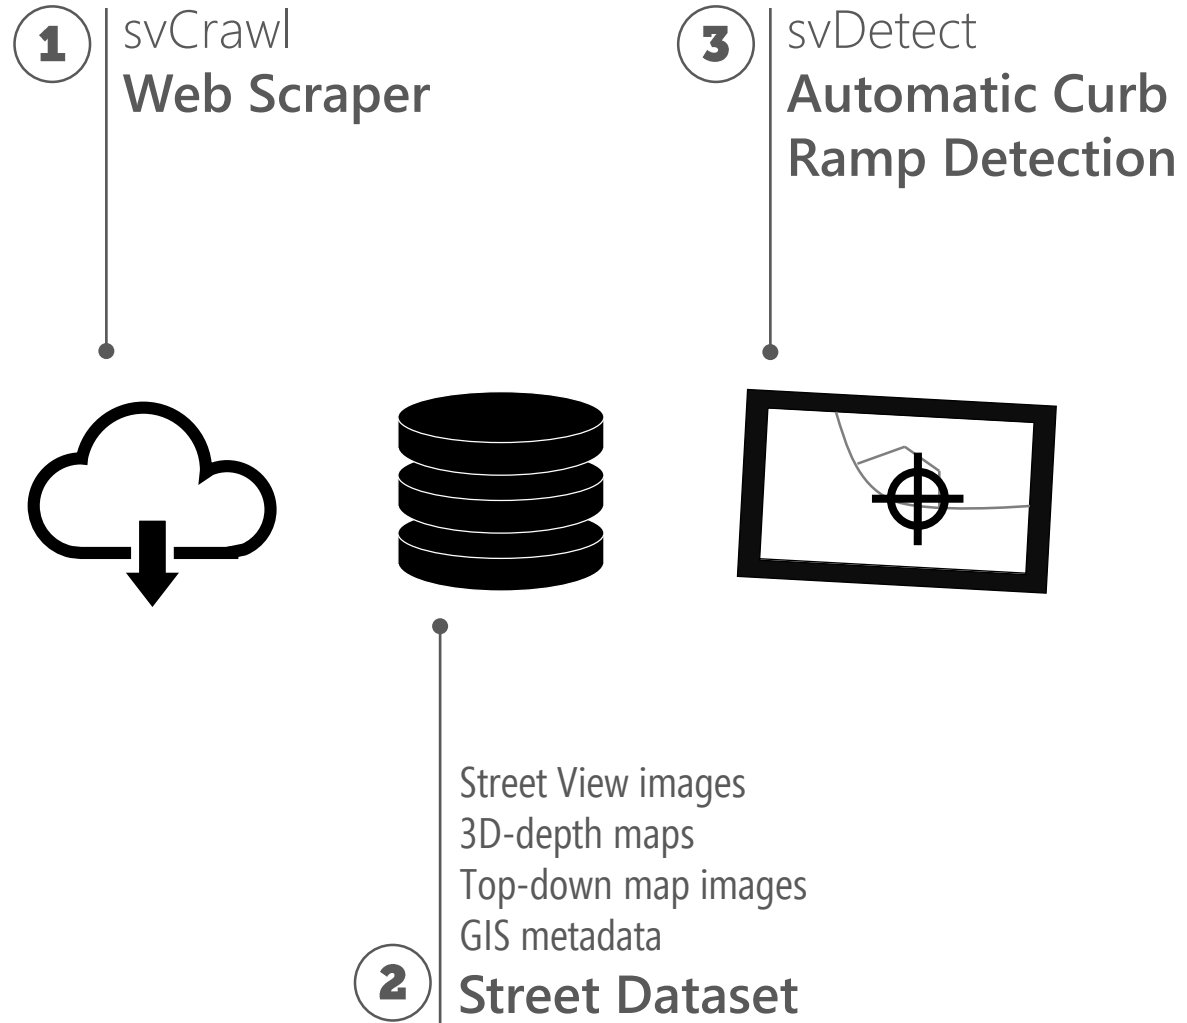 1
svCrawl
Web Scraper
3
svDetect
Automatic Curb
Ramp Detection
Street View images
3D-depth maps
Top-down map images
GIS metadata
2
Street Dataset